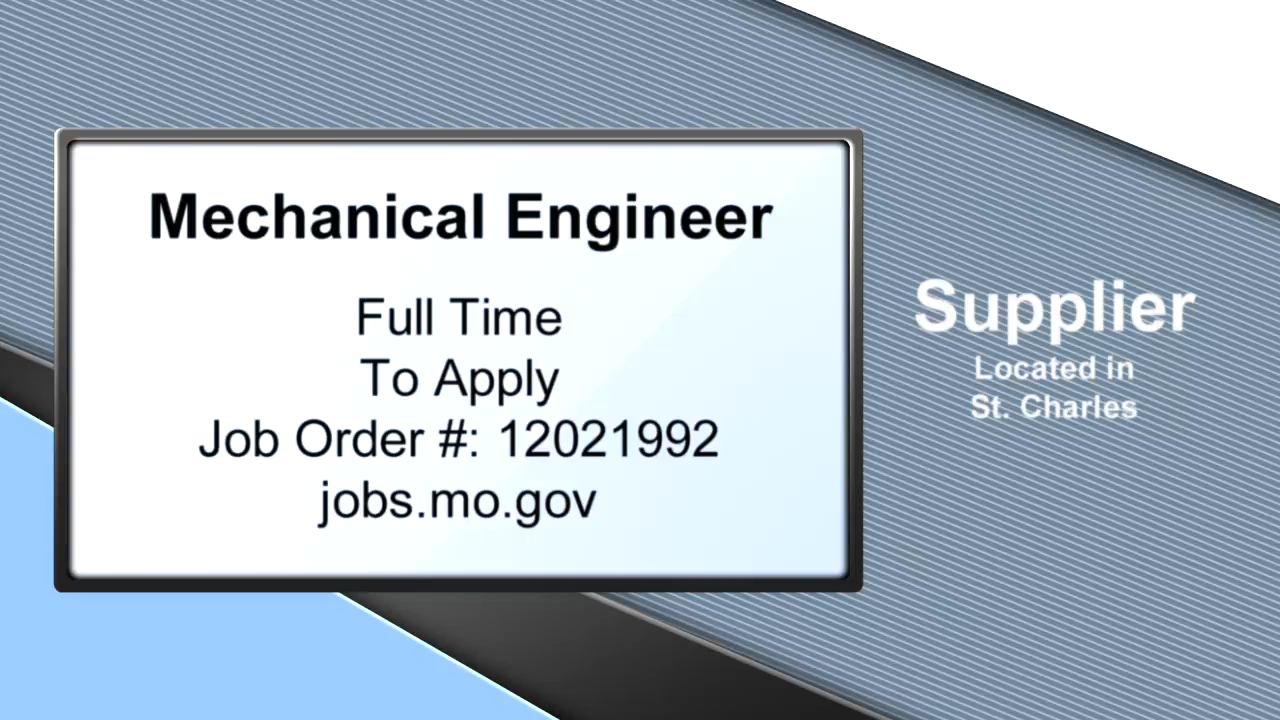 Mechanical Engineer
Full Time
To Apply
Job Order #: 12021992
jobs.mo.gov
Supplier
Located in
St. Charles